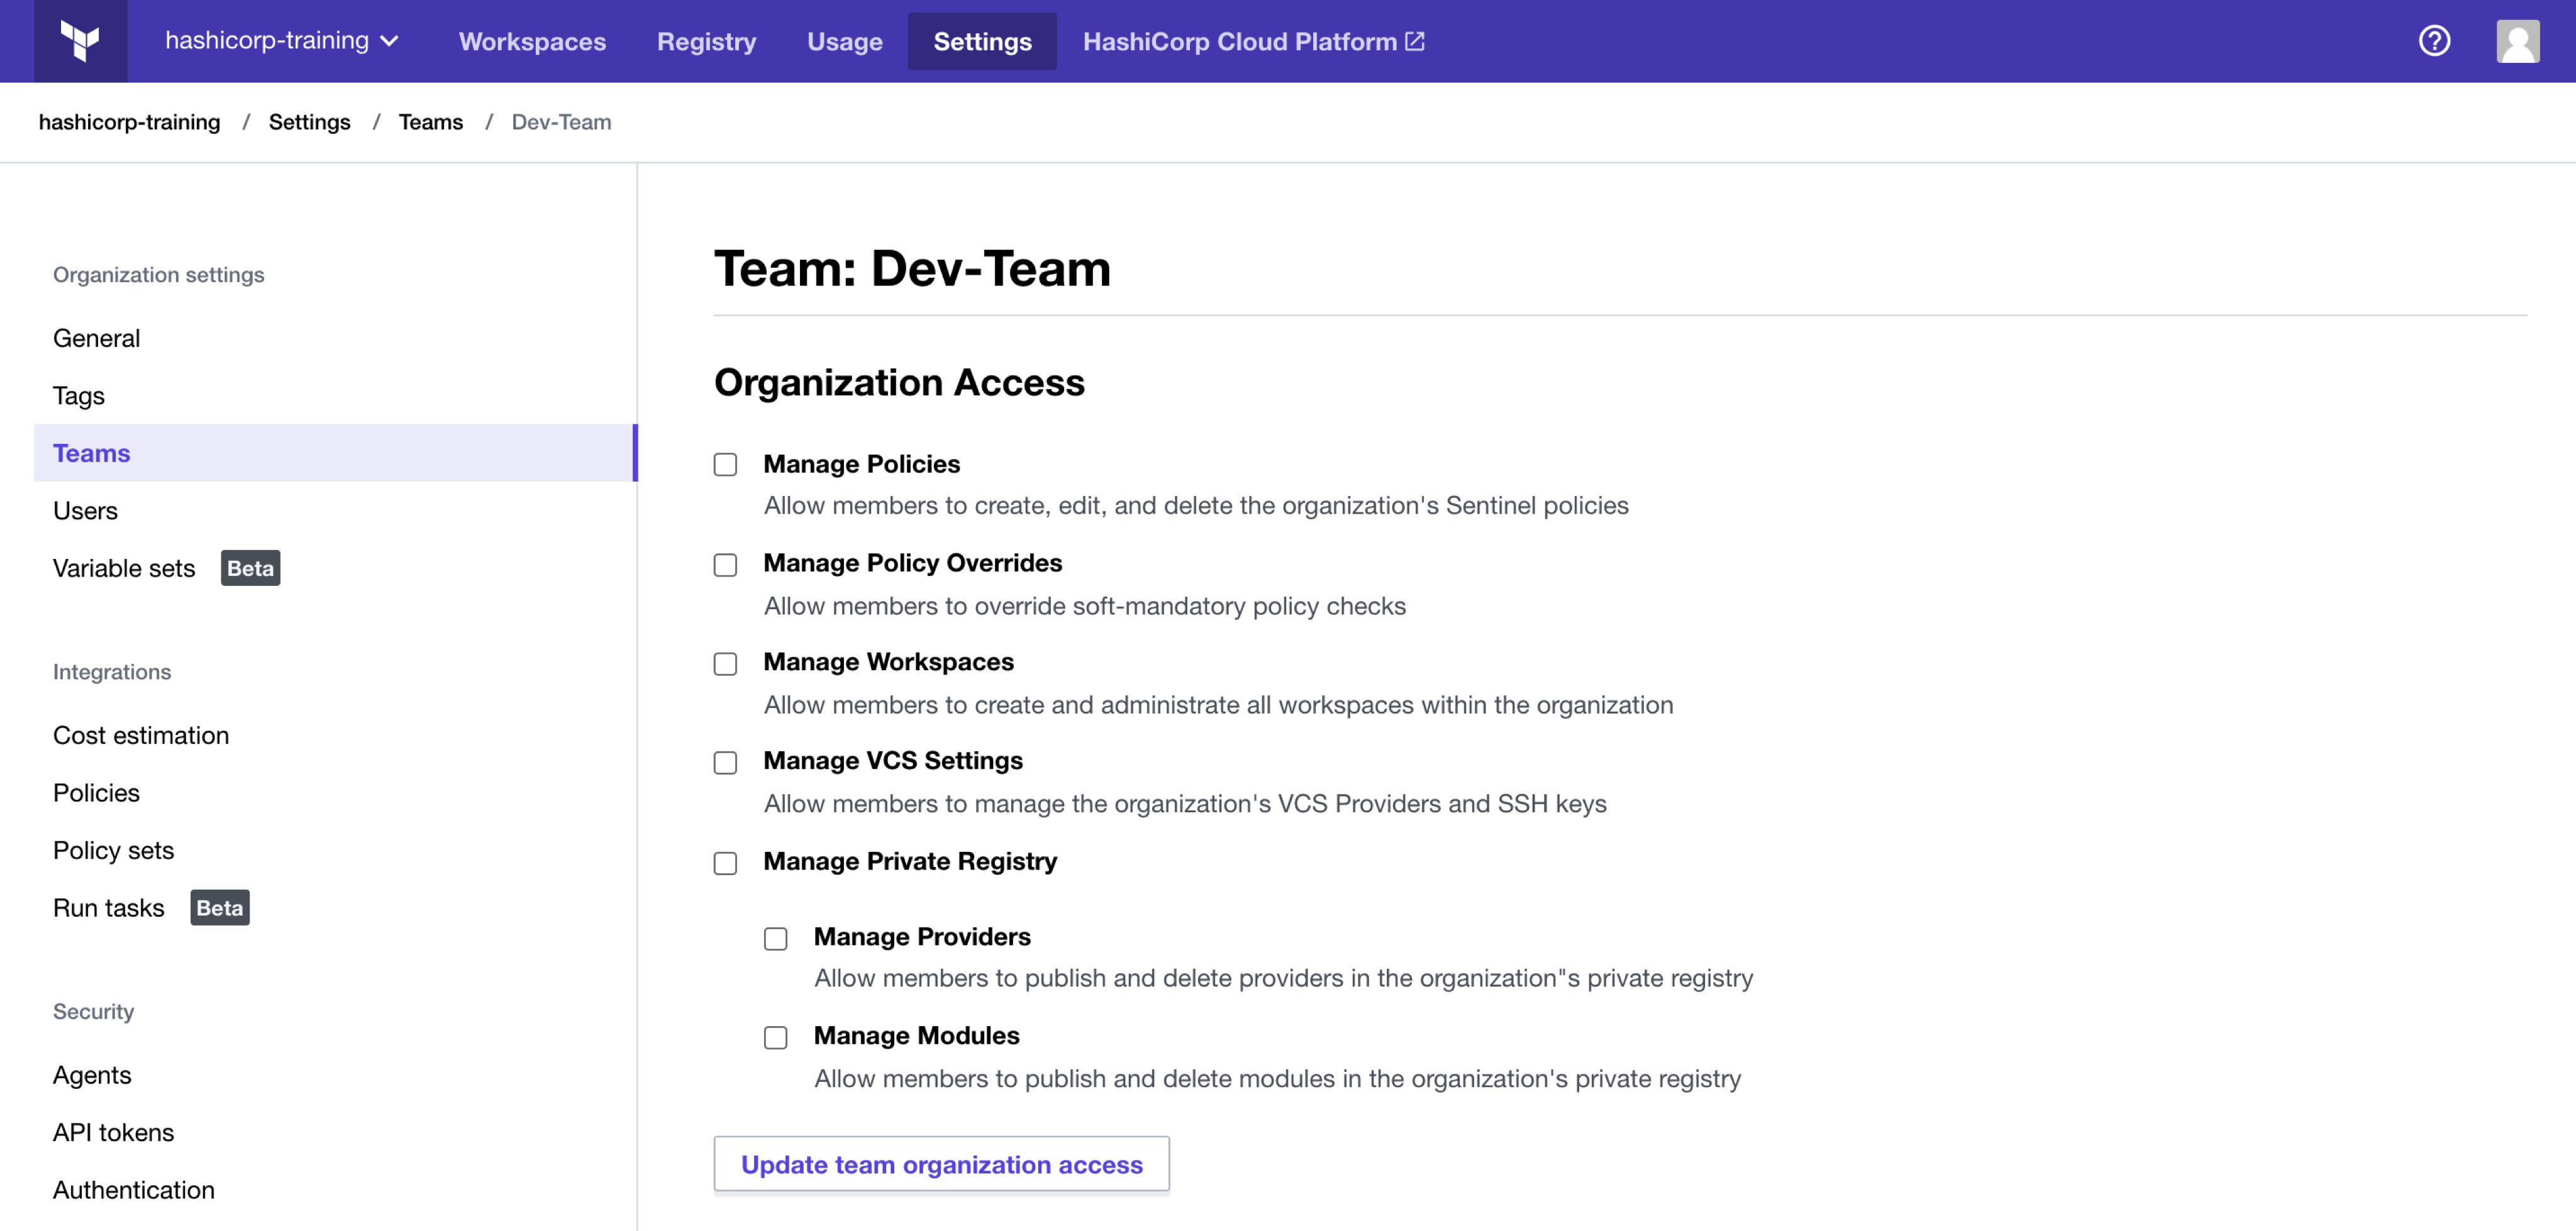 hashicorp-training Workspaces Registry Usage Settings HashiCorp Cloud Platform
hashicorp-training / Settings / Teams / Dev-Team
Organization settings
General
Tags
Teams
Users
Variable sets Beta
Integrations
Cost estimation
Policies
Policy sets
Run tasks Beta
Security
Agents
API tokens
Authentication
Team: Dev-Team
Organization Access
Manage Policies
Allow members to create, edit, and delete the organization's Sentinel policies
Manage Policy Overrides
Allow members to override soft-mandatory policy checks
Manage Workspaces
Allow members to create and administrate all workspaces within the organization
Manage VCS Settings
Allow members to manage the organization's VCS Providers and SSH keys
Manage Private Registry
Manage Providers
Allow members to publish and delete providers in the organization"s private registry
Manage Modules
Allow members to publish and delete modules in the organization's private registry
Update team organization access